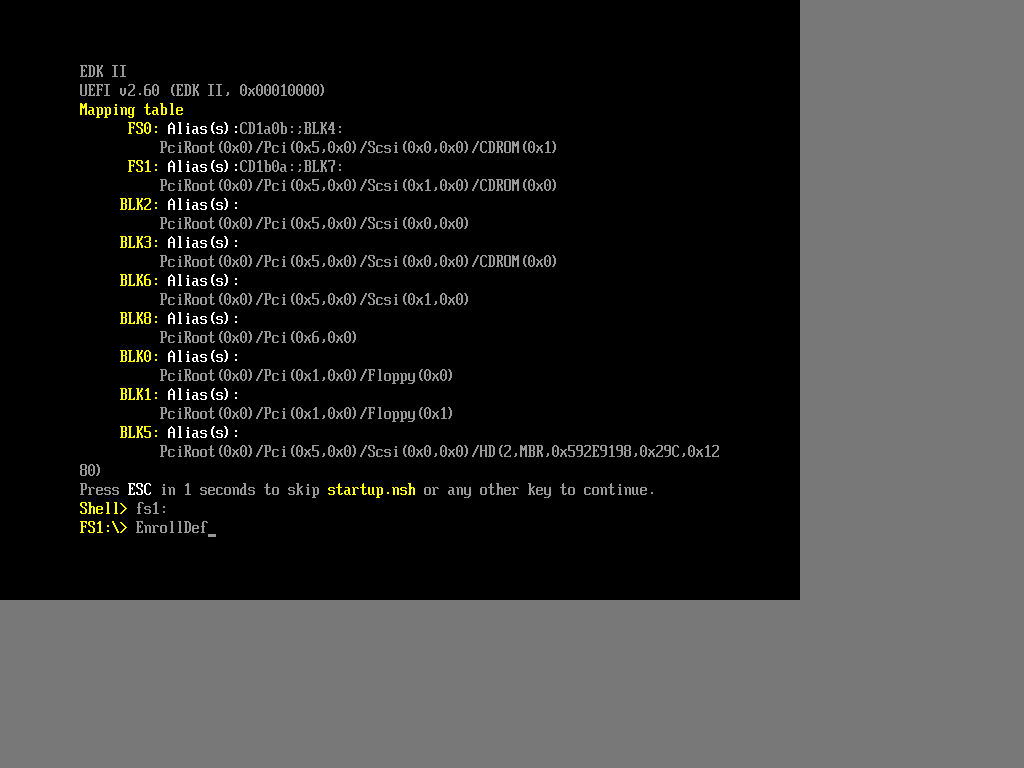 EDK II
UEFI v2.60 (EDK II, 0x00010000)
Mapping table
FS0: Alias(s):CD1a0b:;BLK4:
PciRoot(0x0)/Pci(0x5,0x0)/Scsi(0x0,0x0)/CDROM(0x1)
FS1: Alias(s):CD1b0a:;BLK7:
PciRoot(0x0)/Pci(0x5,0x0)/Scsi(0x1,0x0)/CDROM(0x0)
BLK2: Alias(s):
PciRoot(0x0)/Pci(0x5,0x0)/Scsi(0x0,0x0)
BLK3: Alias(s):
PciRoot(0x0)/Pci(0x5,0x0)/Scsi(0x0,0x0)/CDROM(0x0)
BLK6: Alias(s):
PciRoot(0x0)/Pci(0x5,0x0)/Scsi(0x1,0x0)
BLK8: Alias(s):
PciRoot(0x0)/Pci(0x6,0x0)
BLK0: Alias(s):
PciRoot(0x0)/Pci(0x1,0x0)/Floppy(0x0)
BLK1: Alias(s):
PciRoot(0x0)/Pci(0x1,0x0)/Floppy(0x1)
BLK5: Alias(s):
PciRoot(0x0)/Pci(0x5,0x0)/Scsi(0x0,0x0)/HD(2,MBR,0x592E9198,0x29C,0x12
80)
Press ESC in 1 seconds to skip startup.nsh or any other key to continue.
Shell> fs1:
FS1:\> EnrollDef_